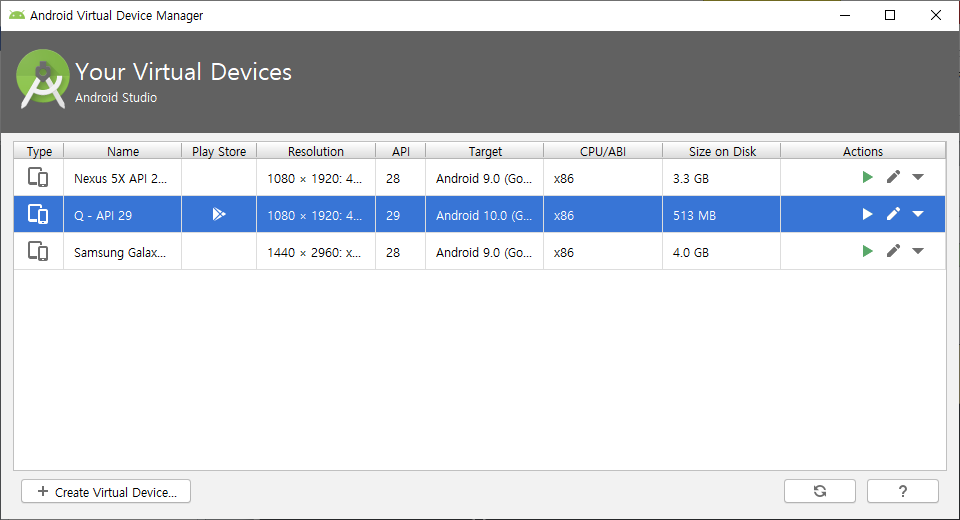 Android Virtual Device Manager
Your Virtual Devices
Android Studio
Type Name Play Store Resolution API Target CPU/ABI Size on Disk Actions
Nexus 5X API 2... 1080 × 1920: 4... 28 Android 9.0 (Go... x86 3.3 GB
Q - API 29 1080 × 1920: 4... 29 Android 10.0 (G... x86 513 MB
Samsung Galax... 1440 × 2960: x... 28 Android 9.0 (Go... x86 4.0 GB
+ Create Virtual Device... ?